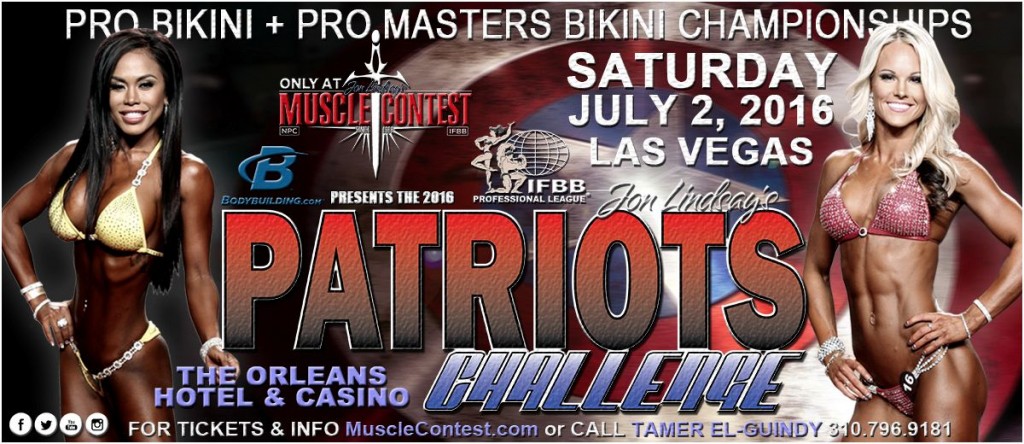 PRO BIKINI + PRO MASTERS BIKINI CHAMPIONSHIPS
ONLY AT
Jon Lindsay's
MUSCLE CONTEST
NPC
IFBB
SATURDAY
JULY 2, 2016
LAS VEGAS
B
BODYBUILDING.com
PRESENTS THE 2016
IFBB
PROFESSIONAL LEAGUE
Jon Lindsay's
PATRIOTS
CHALLENGE
THE ORLEANS
HOTEL & CASINO
16
FOR TICKETS & INFO MuscleContest.com or CALL TAMER EL-GUINDY 310.796.9181